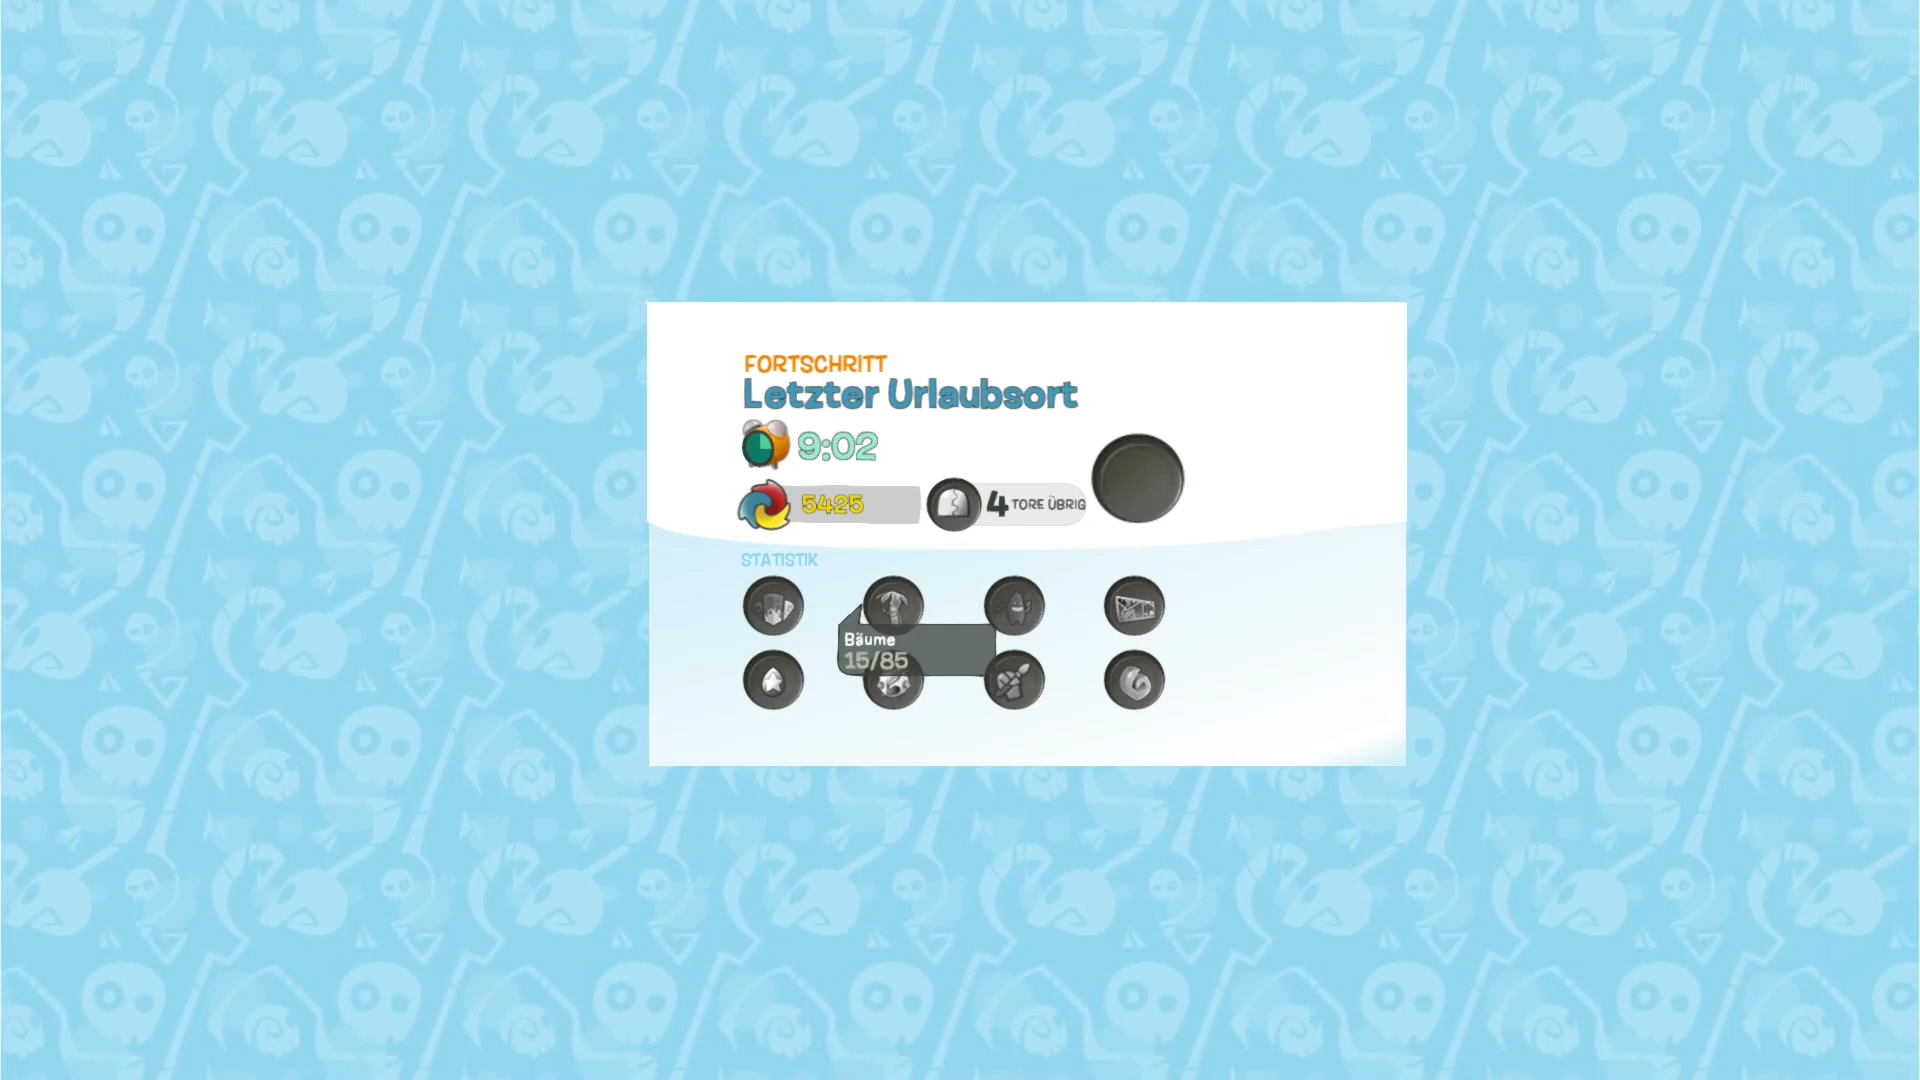 FORTSCHRITT
Letzter Urlaubsort
9:02
5425
4 TORE ÜBRIG
STATISTIK
Bäume
15/85